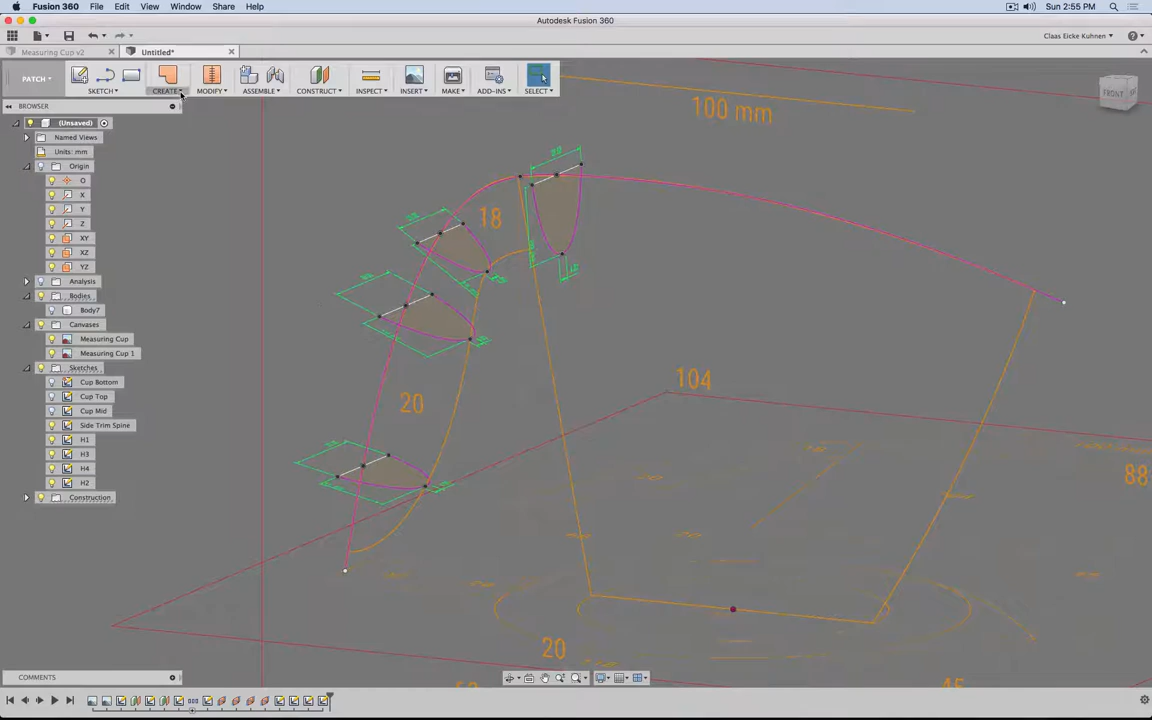 Fusion 360 File Edit View Window Share Help Sun 2:55 PM
Autodesk Fusion 360
Claas Eicke Kuhnen
Measuring Cup v2 Untitled*
PATCH
SKETCH CREATE MODIFY ASSEMBLE CONSTRUCT INSPECT INSERT MAKE ADD-INS SELECT
BROWSER
(Unsaved)
Named Views
Units: mm
Origin
O
X
Y
Z
XY
XZ
YZ
Analysis
Bodies
Body7
Canvases
Measuring Cup
Measuring Cup 1
Sketches
Cup Bottom
Cup Top
Cup Mid
Side Trim Spine
H1
H3
H4
H2
Construction
FRONT
100 mm
20
18
104
20
88
20
45
COMMENTS